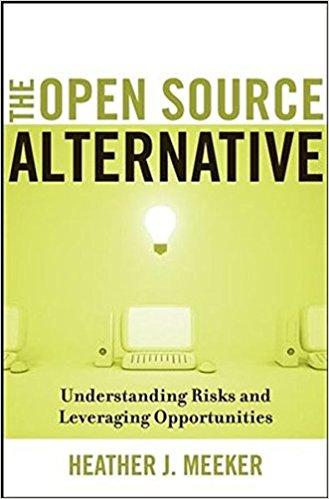 THE OPEN SOURCE
ALTERNATIVE
Understanding Risks and
Leveraging Opportunities
HEATHER J. MEEKER